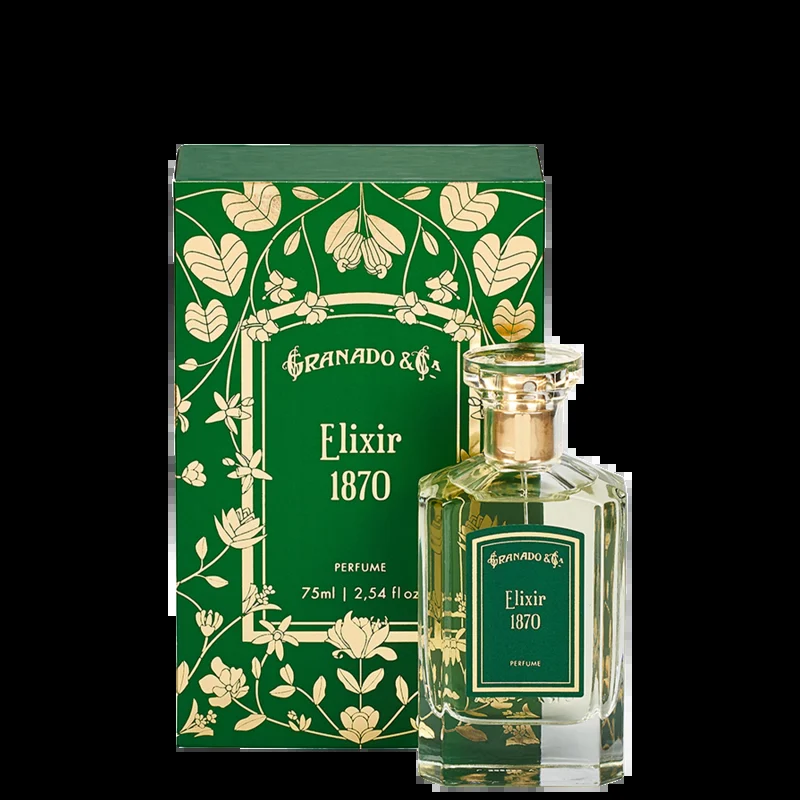 GRANADO & CA
Elixir
1870
PERFUME
75ml | 2,54 fl oz
GRANADO & CA
Elixir
1870
PERFUME